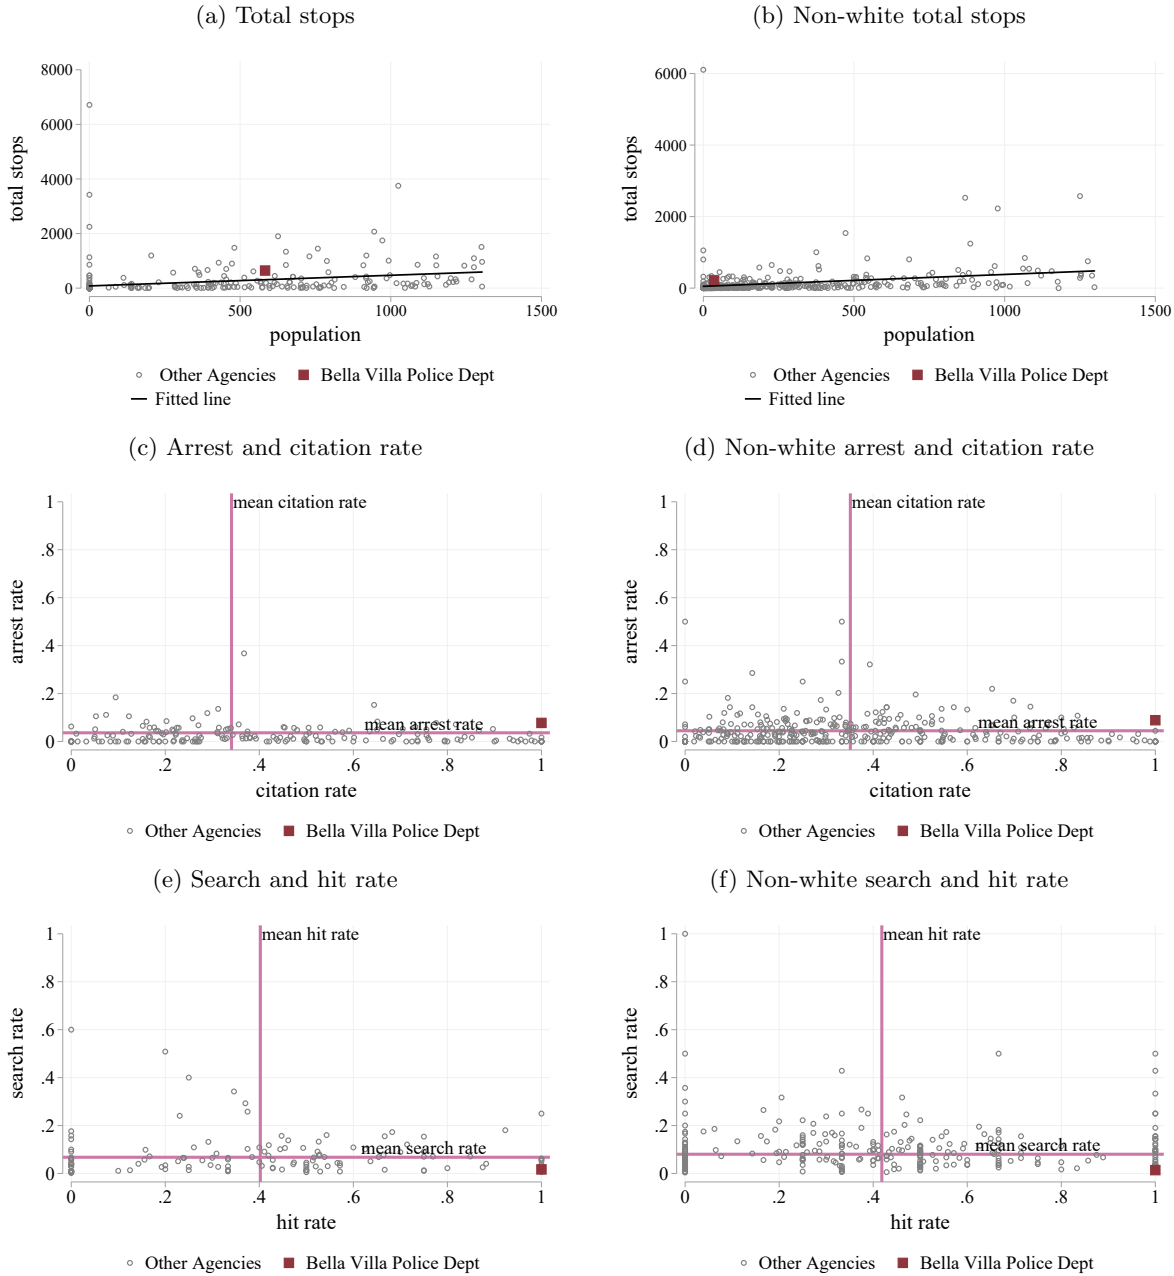 (a) Total stops
(b) Non-white total stops
total stops
8000
6000
4000
2000
0
0 500 1000 1500
population
Other Agencies Bella Villa Police Dept
Fitted line
total stops
6000
4000
2000
0
0 500 1000 1500
population
Other Agencies Bella Villa Police Dept
Fitted line
(c) Arrest and citation rate
(d) Non-white arrest and citation rate
arrest rate
1
.8
.6
.4
.2
0
mean citation rate
mean arrest rate
0 .2 .4 .6 .8 1
citation rate
Other Agencies Bella Villa Police Dept
arrest rate
1
.8
.6
.4
.2
0
mean citation rate
mean arrest rate
0 .2 .4 .6 .8 1
citation rate
Other Agencies Bella Villa Police Dept
(e) Search and hit rate
(f) Non-white search and hit rate
search rate
1
.8
.6
.4
.2
0
mean hit rate
mean search rate
0 .2 .4 .6 .8 1
hit rate
Other Agencies Bella Villa Police Dept
search rate
1
.8
.6
.4
.2
0
mean hit rate
mean search rate
0 .2 .4 .6 .8 1
hit rate
Other Agencies Bella Villa Police Dept